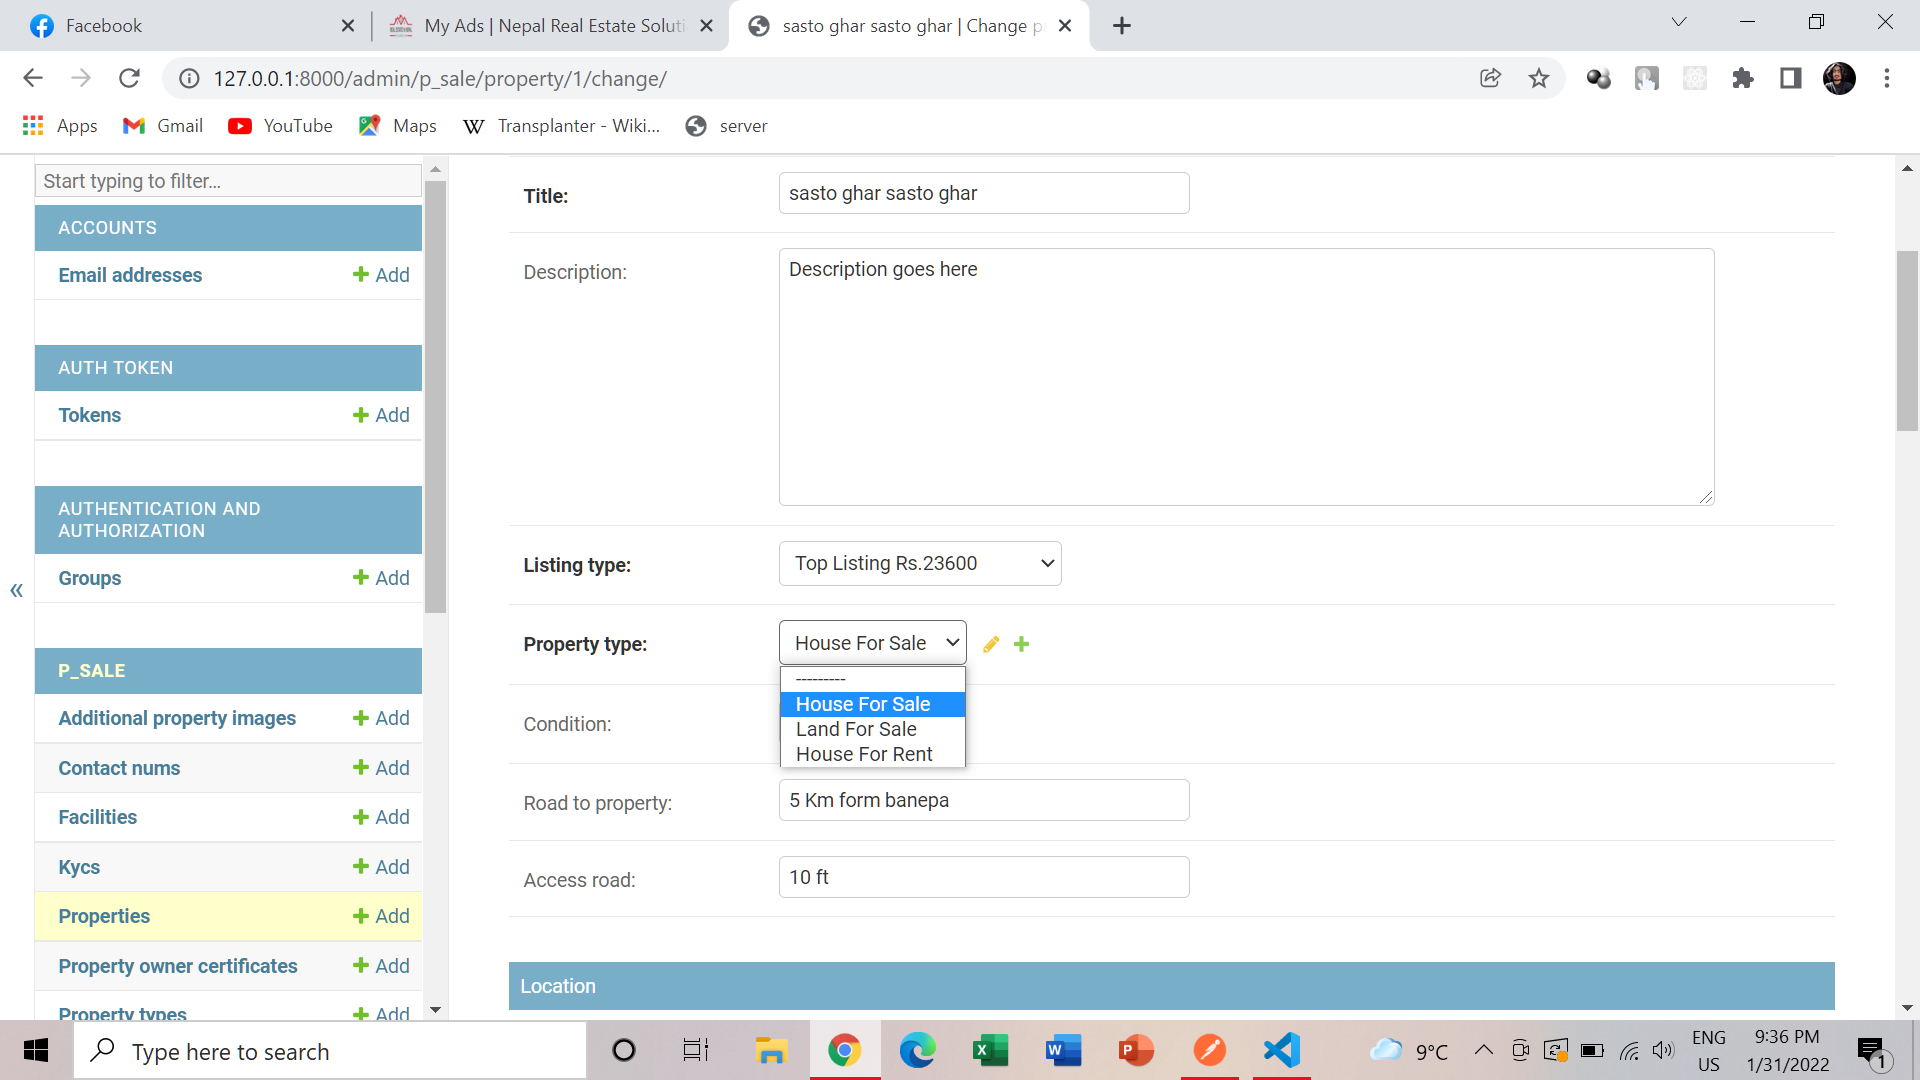 Facebook
My Ads | Nepal Real Estate Soluti
sasto ghar sasto ghar | Change p
127.0.0.1:8000/admin/p_sale/property/1/change/
Apps
Gmail
YouTube
Maps
W Transplanter - Wiki...
server
Start typing to filter...
ACCOUNTS
Email addresses
Add
AUTH TOKEN
Tokens
Add
AUTHENTICATION AND
AUTHORIZATION
Groups
Add
«
P_SALE
Additional property images
Add
Contact nums
Add
Facilities
Add
Kycs
Add
Properties
Add
Property owner certificates
Add
Property types
Add
Title:
sasto ghar sasto ghar
Description:
Description goes here
Listing type:
Top Listing Rs.23600
Property type:
House For Sale
---------
House For Sale
Land For Sale
House For Rent
Condition:
Road to property:
5 Km form banepa
Access road:
10 ft
Location
Type here to search
9°C
ENG
US
9:36 PM
1/31/2022
1